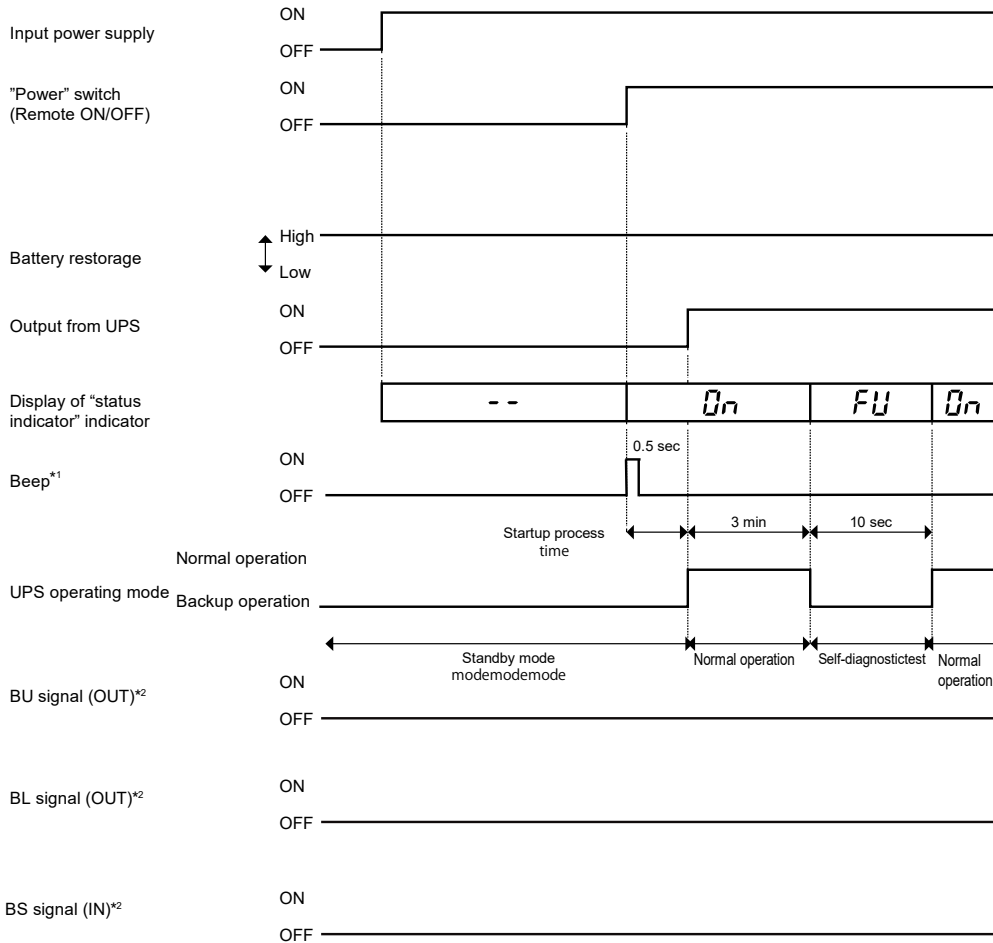 Input power supply
ON
OFF
”Power” switch
(Remote ON/OFF)
ON
OFF
Battery restorage
High
Low
Output from UPS
ON
OFF
Display of “status
indicator” indicator
- -
On
FU
On
Beep*1
ON
OFF
0.5 sec
Startup process
time
3 min
10 sec
UPS operating mode
Normal operation
Backup operation
Standby mode
modemodemode
Normal operation
Self-diagnostictest
Normal
operation
BU signal (OUT)*2
ON
OFF
BL signal (OUT)*2
ON
OFF
BS signal (IN)*2
ON
OFF